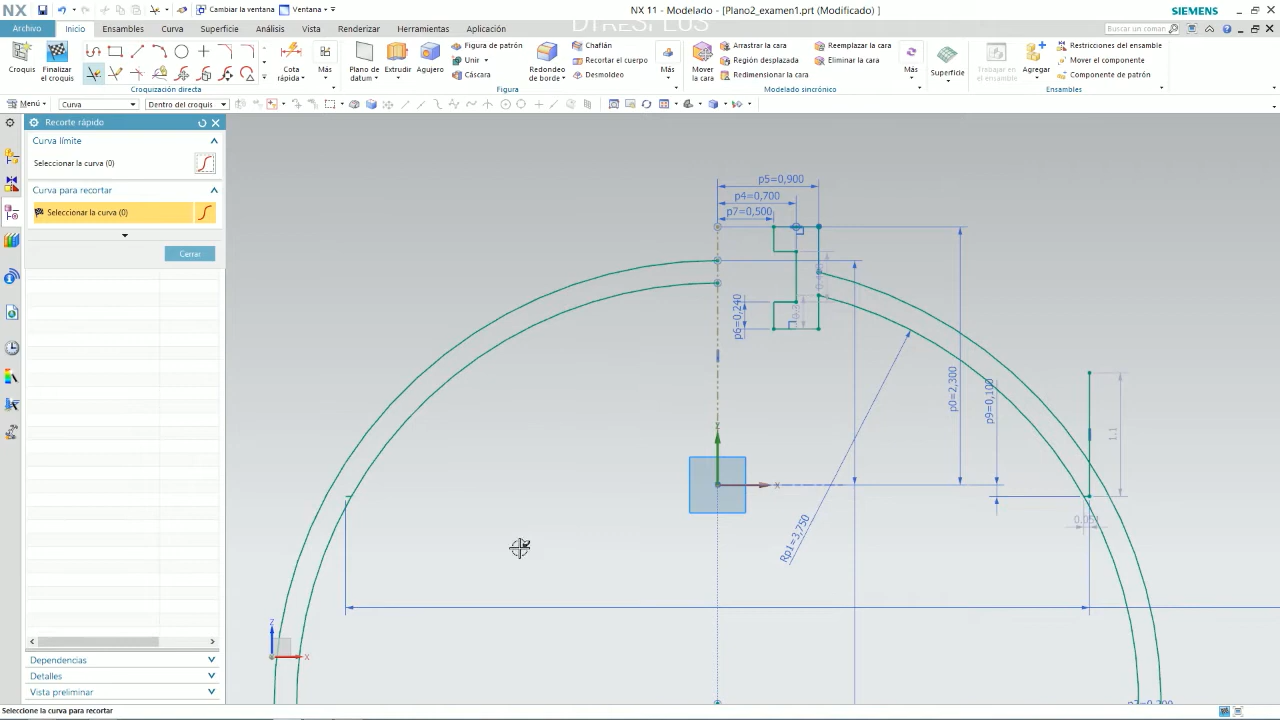 NX
Cambiar la ventana
Ventana
NX 11 - Modelado - [Plano2_examen1.prt (Modificado) ]
SIEMENS
DTRESPLUS
Archivo
Inicio
Ensambles
Curva
Superficie
Análisis
Vista
Renderizar
Herramientas
Aplicación
Buscar un coman
Croquis
Finalizar croquis
Cotar rápida
Más
Croquización directa
Plano de datum
Extrudir
Agujero
Figura de patrón
Unir
Cáscara
Redondeo de borde
Chaflán
Recortar el cuerpo
Desmoldeo
Más
Figura
Mover la cara
Arrastrar la cara
Región desplazada
Redimensionar la cara
Reemplazar la cara
Eliminar la cara
Más
Modelado sincrónico
Superficie
Trabajar en el ensamble
Agregar
Restricciones del ensamble
Mover el componente
Componente de patrón
Ensambles
Menú
Curva
Dentro del croquis
Recorte rápido
Curva límite
Seleccionar la curva (0)
Curva para recortar
Seleccionar la curva (0)
Cerrar
p5=0,900
p4=0,700
p7=0,500
p6=0,240
p0=2,300
p9=0,100
1,1
0,051
Rp1=3,750
Y
X
Z
X
Dependencias
Detalles
Vista preliminar
Seleccione la curva para recortar